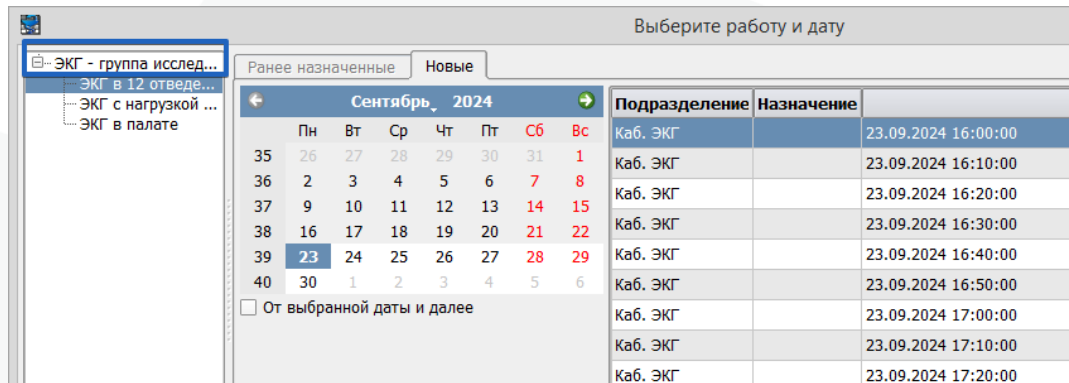 Выберите работу и дату
ЭКГ - группа исслед...
ЭКГ в 12 отведе...
ЭКГ с нагрузкой ...
ЭКГ в палате
Ранее назначенные Новые
Сентябрь, 2024
Пн Вт Ср Чт Пт Сб Вс
35 26 27 28 29 30 31 1
36 2 3 4 5 6 7 8
37 9 10 11 12 13 14 15
38 16 17 18 19 20 21 22
39 23 24 25 26 27 28 29
40 30 1 2 3 4 5 6
От выбранной даты и далее
Подразделение Назначение
Каб. ЭКГ 23.09.2024 16:00:00
Каб. ЭКГ 23.09.2024 16:10:00
Каб. ЭКГ 23.09.2024 16:20:00
Каб. ЭКГ 23.09.2024 16:30:00
Каб. ЭКГ 23.09.2024 16:40:00
Каб. ЭКГ 23.09.2024 16:50:00
Каб. ЭКГ 23.09.2024 17:00:00
Каб. ЭКГ 23.09.2024 17:10:00
Каб. ЭКГ 23.09.2024 17:20:00